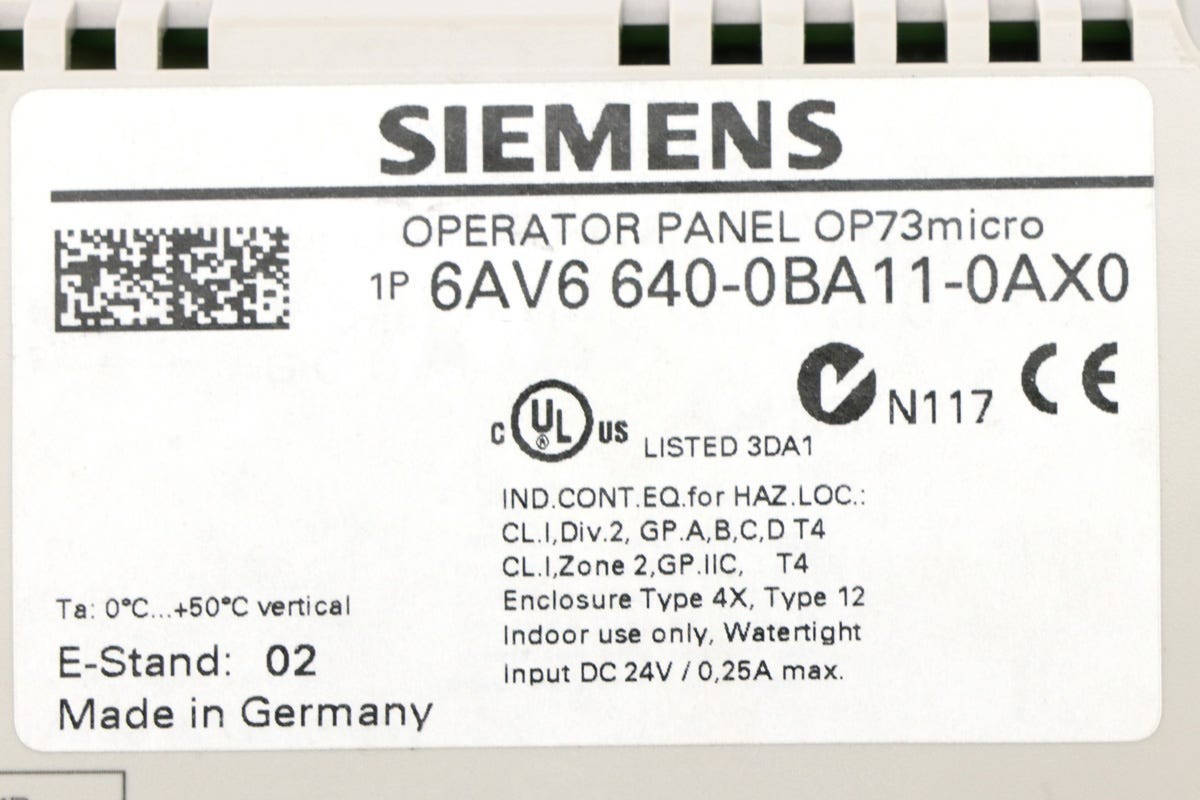 SIEMENS
OPERATOR PANEL OP73micro
1P 6AV6 640-0BA11-0AX0
N117 CE
C UL® US LISTED 3DA1
IND.CONT.EQ.for HAZ.LOC.:
CL.I,Div.2, GP.A,B,C,D T4
CL.I,Zone 2,GP.IIC, T4
Enclosure Type 4X, Type 12
Indoor use only, Watertight
Input DC 24V / 0,25A max.
Ta: 0°C...+50°C vertical
E-Stand: 02
Made in Germany